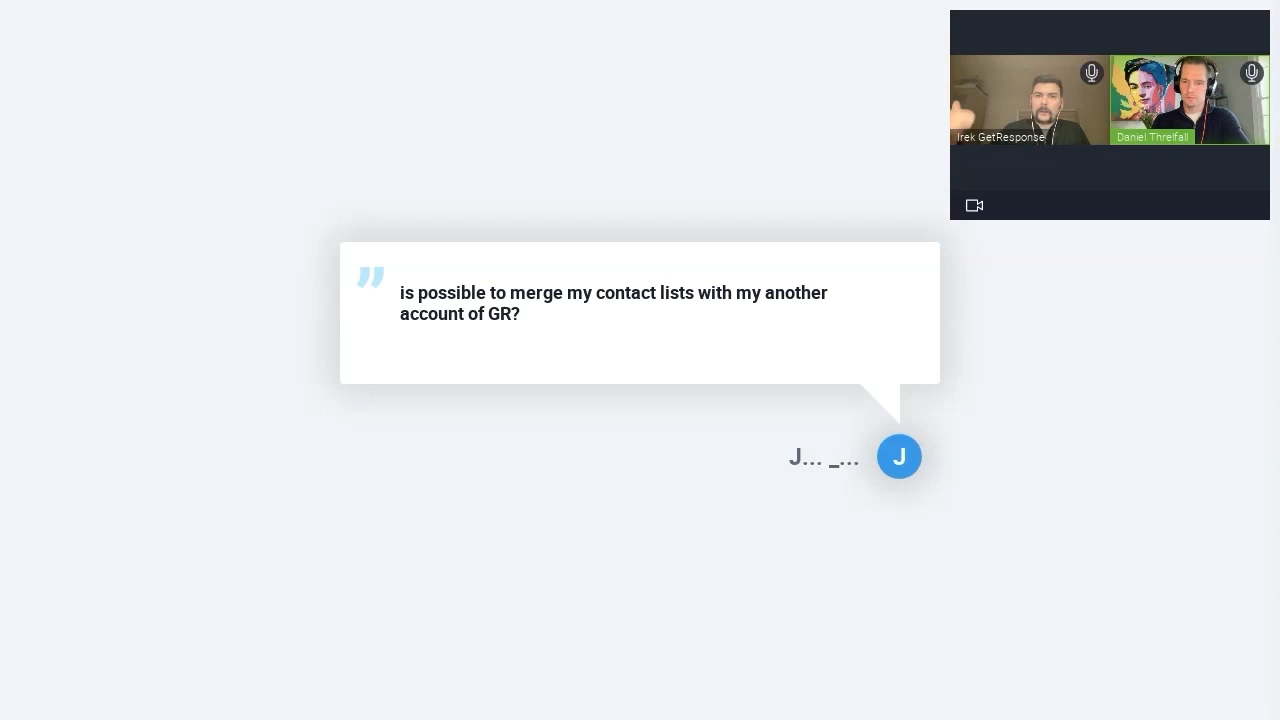 Irek GetResponse
Daniel Threlfall
” is possible to merge my contact lists with my another
account of GR?
J... _...
J